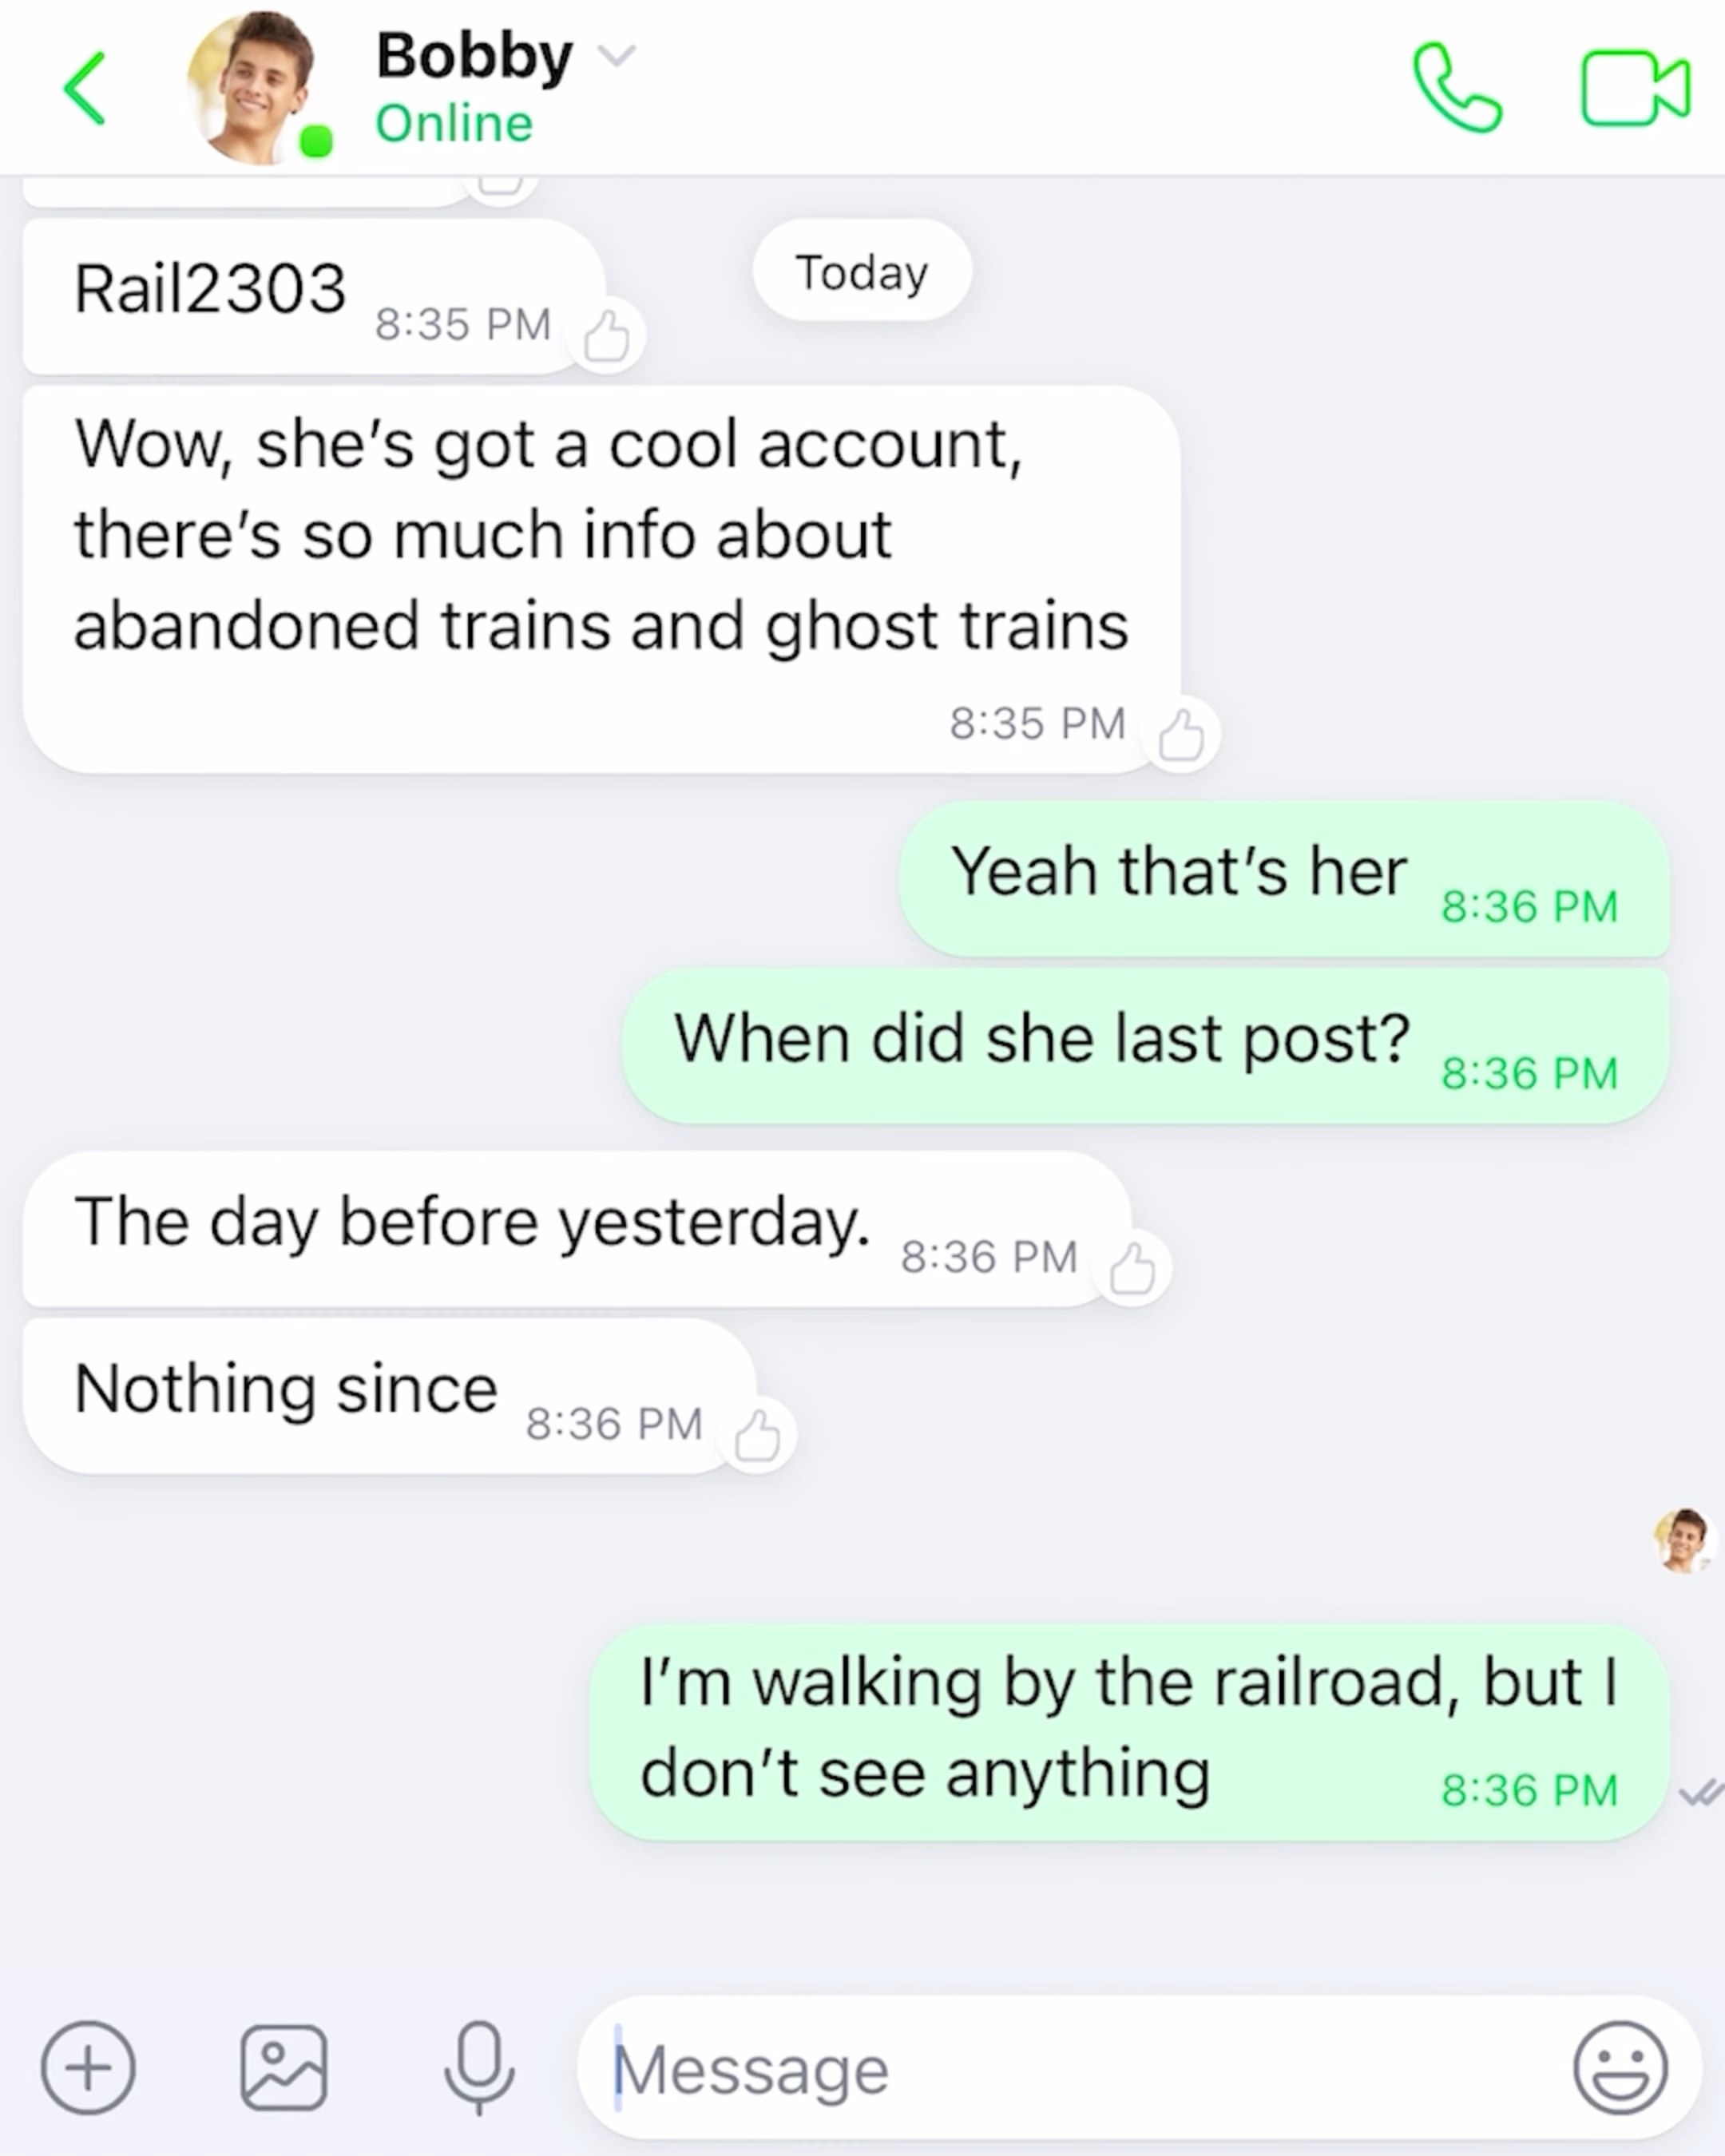 Bobby
Online
Today
Rail2303
8:35 PM
Wow, she’s got a cool account,
there’s so much info about
abandoned trains and ghost trains
8:35 PM
Yeah that’s her
8:36 PM
When did she last post?
8:36 PM
The day before yesterday.
8:36 PM
Nothing since
8:36 PM
I’m walking by the railroad, but I
don’t see anything
8:36 PM
Message